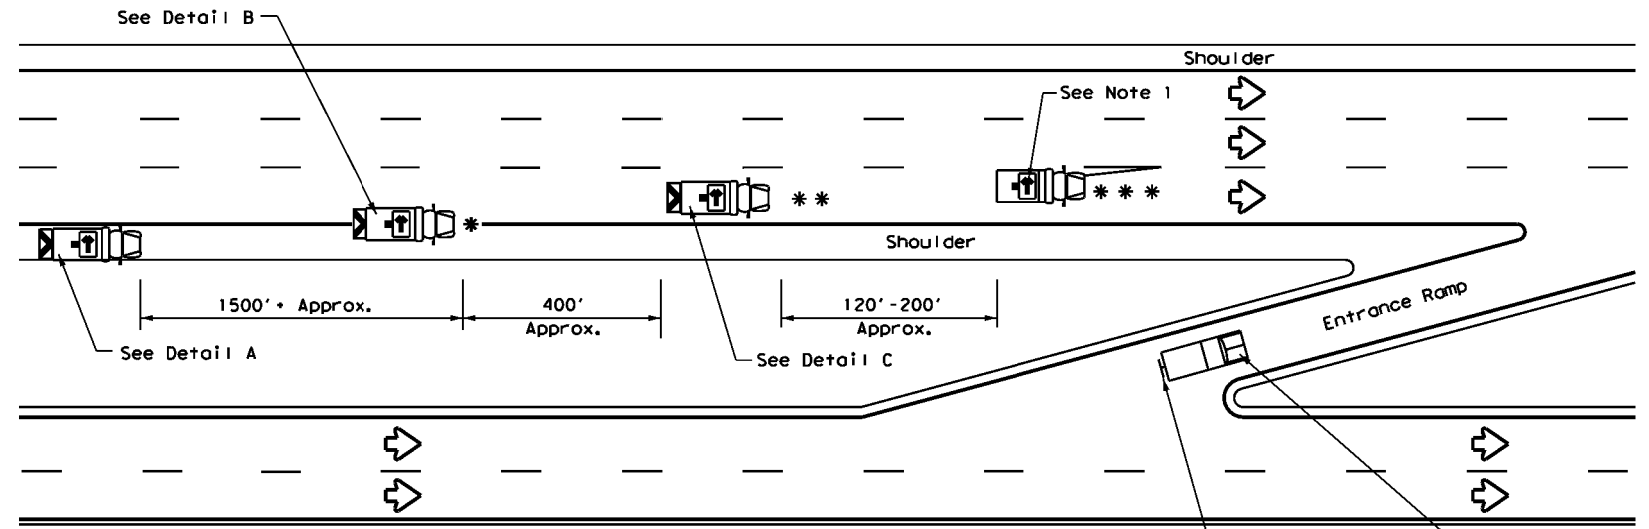 See Detail B
Shoulder
See Note 1
*
* *
* * *
Shoulder
1500'+ Approx.
400'
Approx.
120'-200'
Approx.
Entrance Ramp
See Detail A
See Detail C